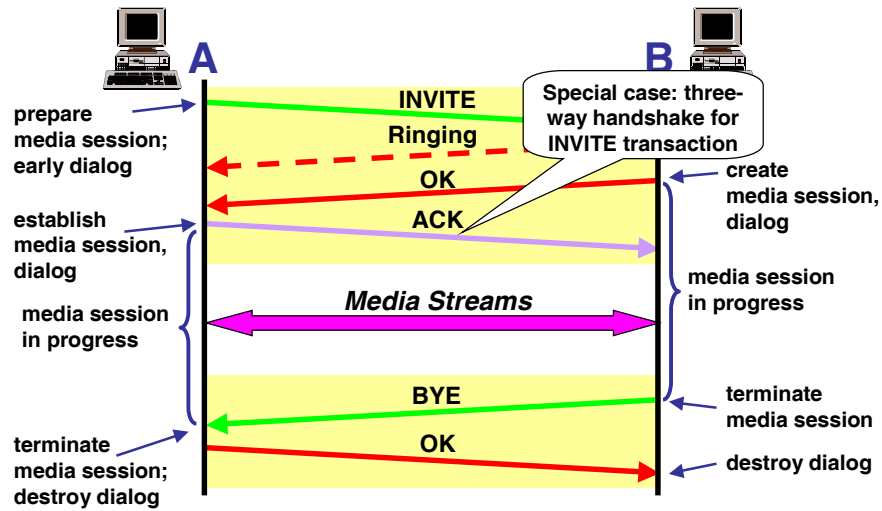 A
B
INVITE
Special case: three-
way handshake for
INVITE transaction
prepare
media session;
early dialog
Ringing
OK
create
media session,
dialog
establish
media session,
dialog
ACK
media session
in progress
media session
in progress
Media Streams
BYE
terminate
media session
terminate
media session;
destroy dialog
OK
destroy dialog